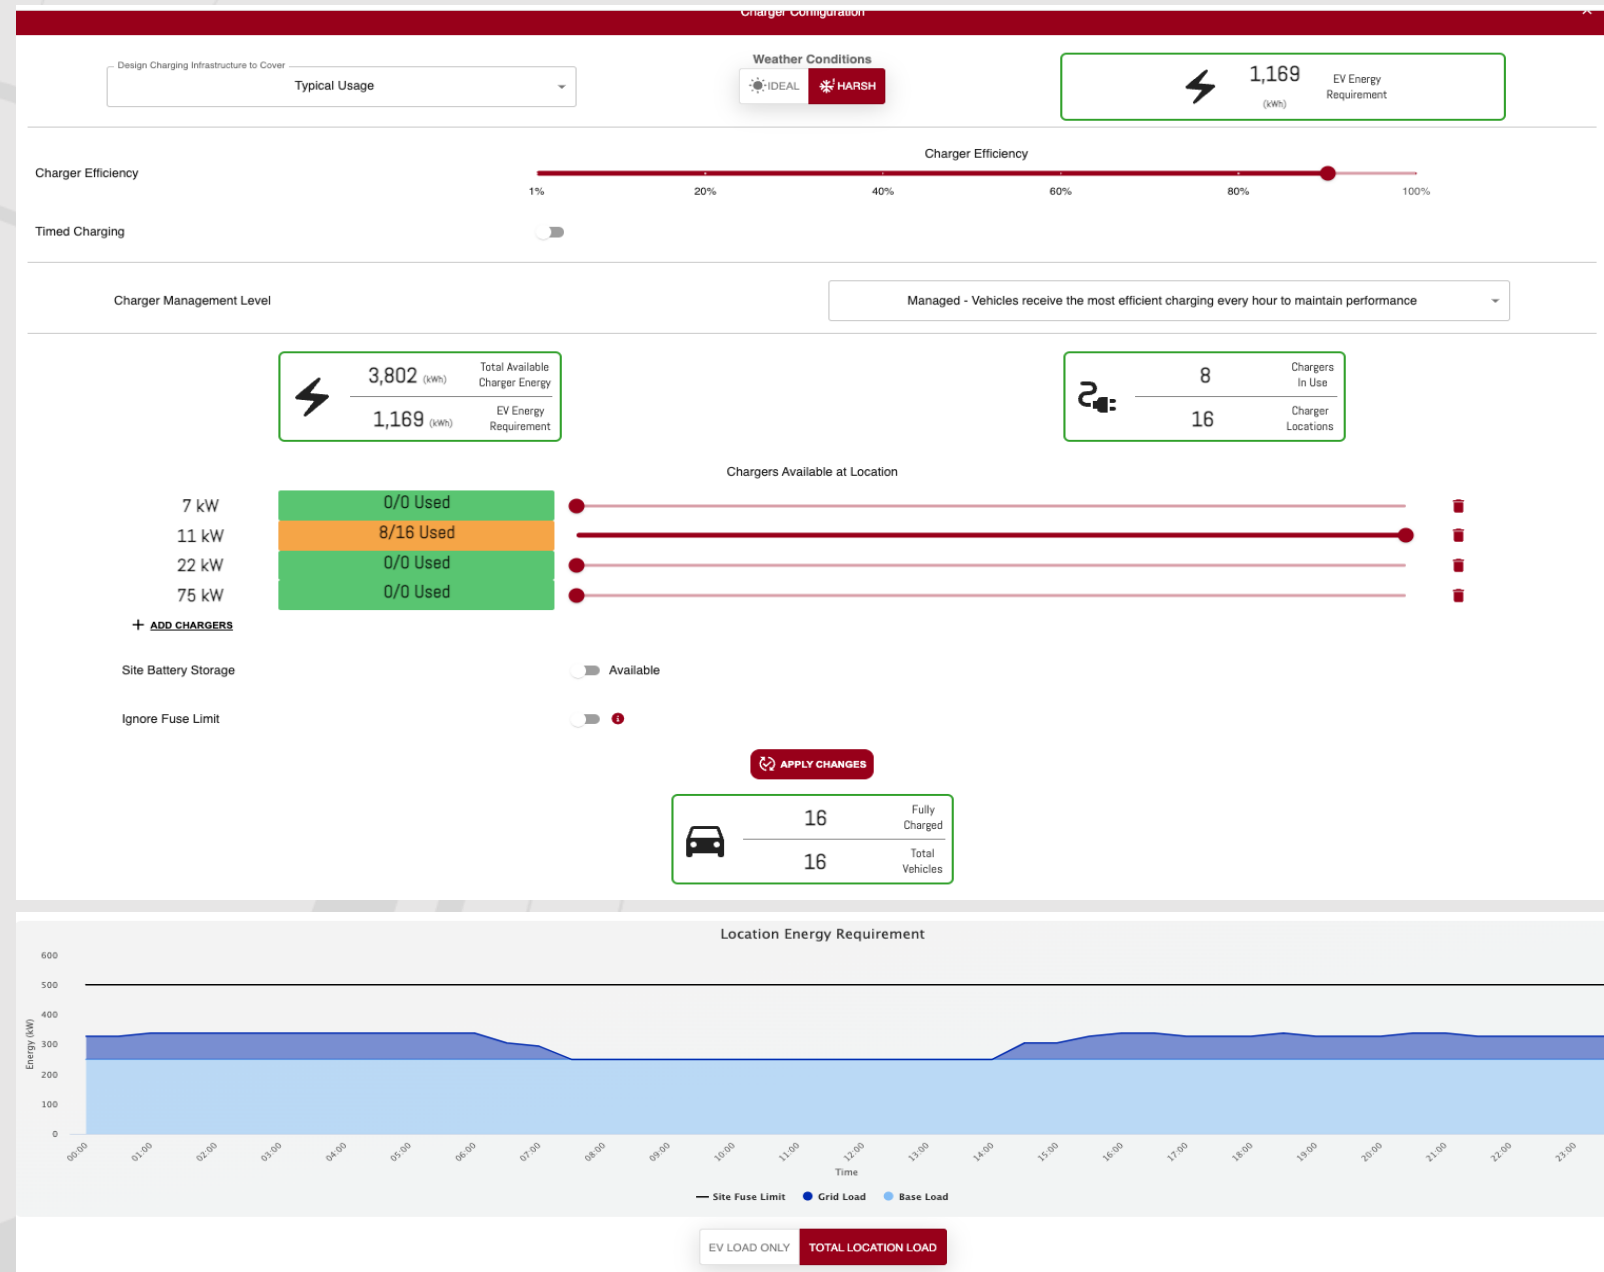 Charger Configuration
Design Charging Infrastructure to Cover
Typical Usage
Weather Conditions
IDEAL
HARSH
1,169
(kWh)
EV Energy
Requirement
Charger Efficiency
Charger Efficiency
1%
20%
40%
60%
80%
100%
Timed Charging
Charger Management Level
Managed - Vehicles receive the most efficient charging every hour to maintain performance
3,802 (kWh)
Total Available
Charger Energy
1,169 (kWh)
EV Energy
Requirement
8
Chargers
In Use
16
Charger
Locations
Chargers Available at Location
7 kW
0/0 Used
11 kW
8/16 Used
22 kW
0/0 Used
75 kW
0/0 Used
+ ADD CHARGERS
Site Battery Storage
Available
Ignore Fuse Limit
APPLY CHANGES
16
Fully
Charged
16
Total
Vehicles
Location Energy Requirement
600
500
400
300
200
100
0
Energy (kW)
00:00
01:00
02:00
03:00
04:00
05:00
06:00
07:00
08:00
09:00
10:00
11:00
12:00
13:00
14:00
15:00
16:00
17:00
18:00
19:00
20:00
21:00
22:00
23:00
Time
Site Fuse Limit
Grid Load
Base Load
EV LOAD ONLY
TOTAL LOCATION LOAD